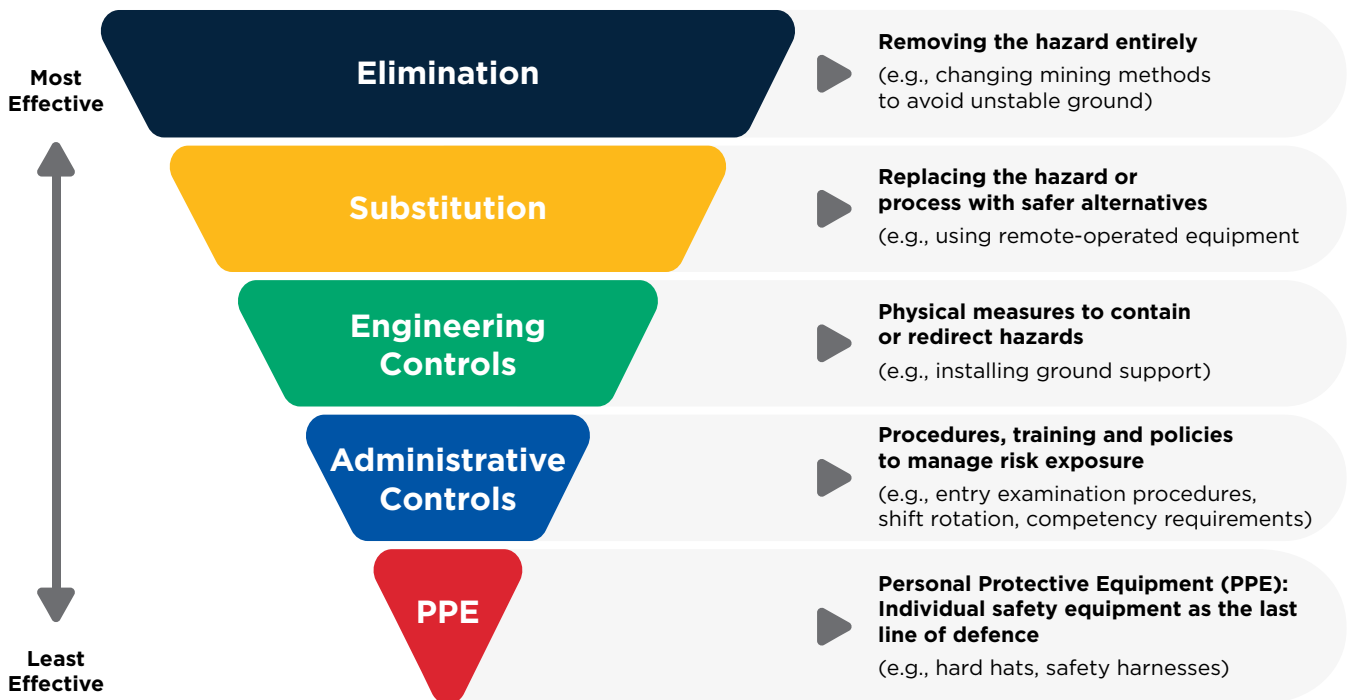 Most
Effective
Elimination
Removing the hazard entirely
(e.g., changing mining methods
to avoid unstable ground)
Substitution
Replacing the hazard or
process with safer alternatives
(e.g., using remote-operated equipment
Engineering
Controls
Physical measures to contain
or redirect hazards
(e.g., installing ground support)
Administrative
Controls
Procedures, training and policies
to manage risk exposure
(e.g., entry examination procedures,
shift rotation, competency requirements)
PPE
Personal Protective Equipment (PPE):
Individual safety equipment as the last
line of defence
(e.g., hard hats, safety harnesses)
Least
Effective